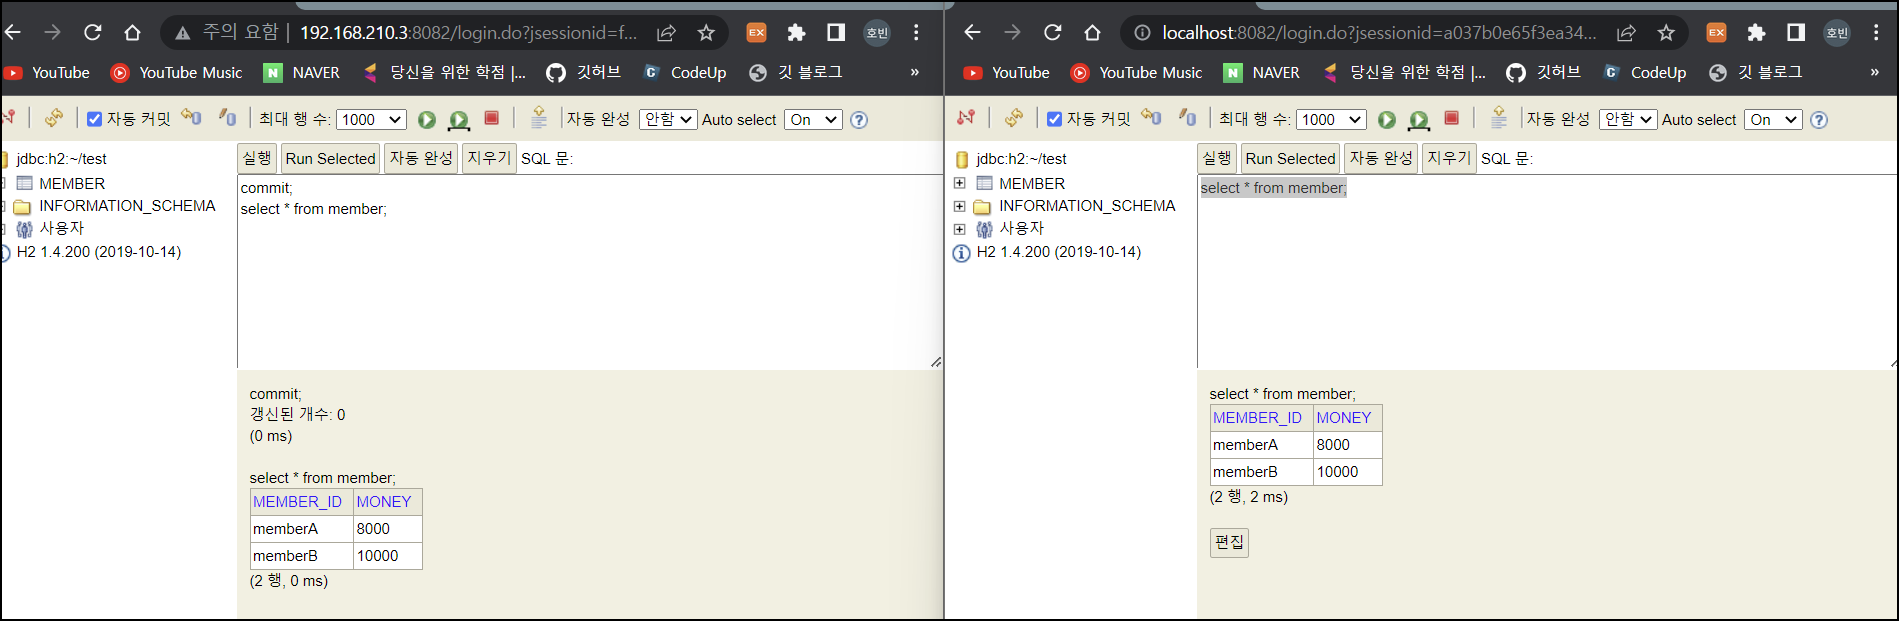 주의 요함 | 192.168.210.3:8082/login.do?jsessionid=f... EX 호빈
YouTube YouTube Music N NAVER 당신을 위한 학점 |... 깃허브 C CodeUp 깃 블로그 »
자동 커밋 최대 행 수: 1000 자동 완성 안함 Auto select On ?
jdbc:h2:~/test
MEMBER
INFORMATION_SCHEMA
사용자
H2 1.4.200 (2019-10-14)
실행 Run Selected 자동 완성 지우기 SQL 문:
commit;
select * from member;
commit;
갱신된 개수: 0
(0 ms)
select * from member;
MEMBER_ID MONEY
memberA 8000
memberB 10000
(2 행, 0 ms)
localhost:8082/login.do?jsessionid=a037b0e65f3ea34... EX 호빈
YouTube YouTube Music N NAVER 당신을 위한 학점 |... 깃허브 C CodeUp 깃 블로그 »
자동 커밋 최대 행 수: 1000 자동 완성 안함 Auto select On ?
jdbc:h2:~/test
MEMBER
INFORMATION_SCHEMA
사용자
H2 1.4.200 (2019-10-14)
실행 Run Selected 자동 완성 지우기 SQL 문:
select * from member;
select * from member;
MEMBER_ID MONEY
memberA 8000
memberB 10000
(2 행, 2 ms)
편집